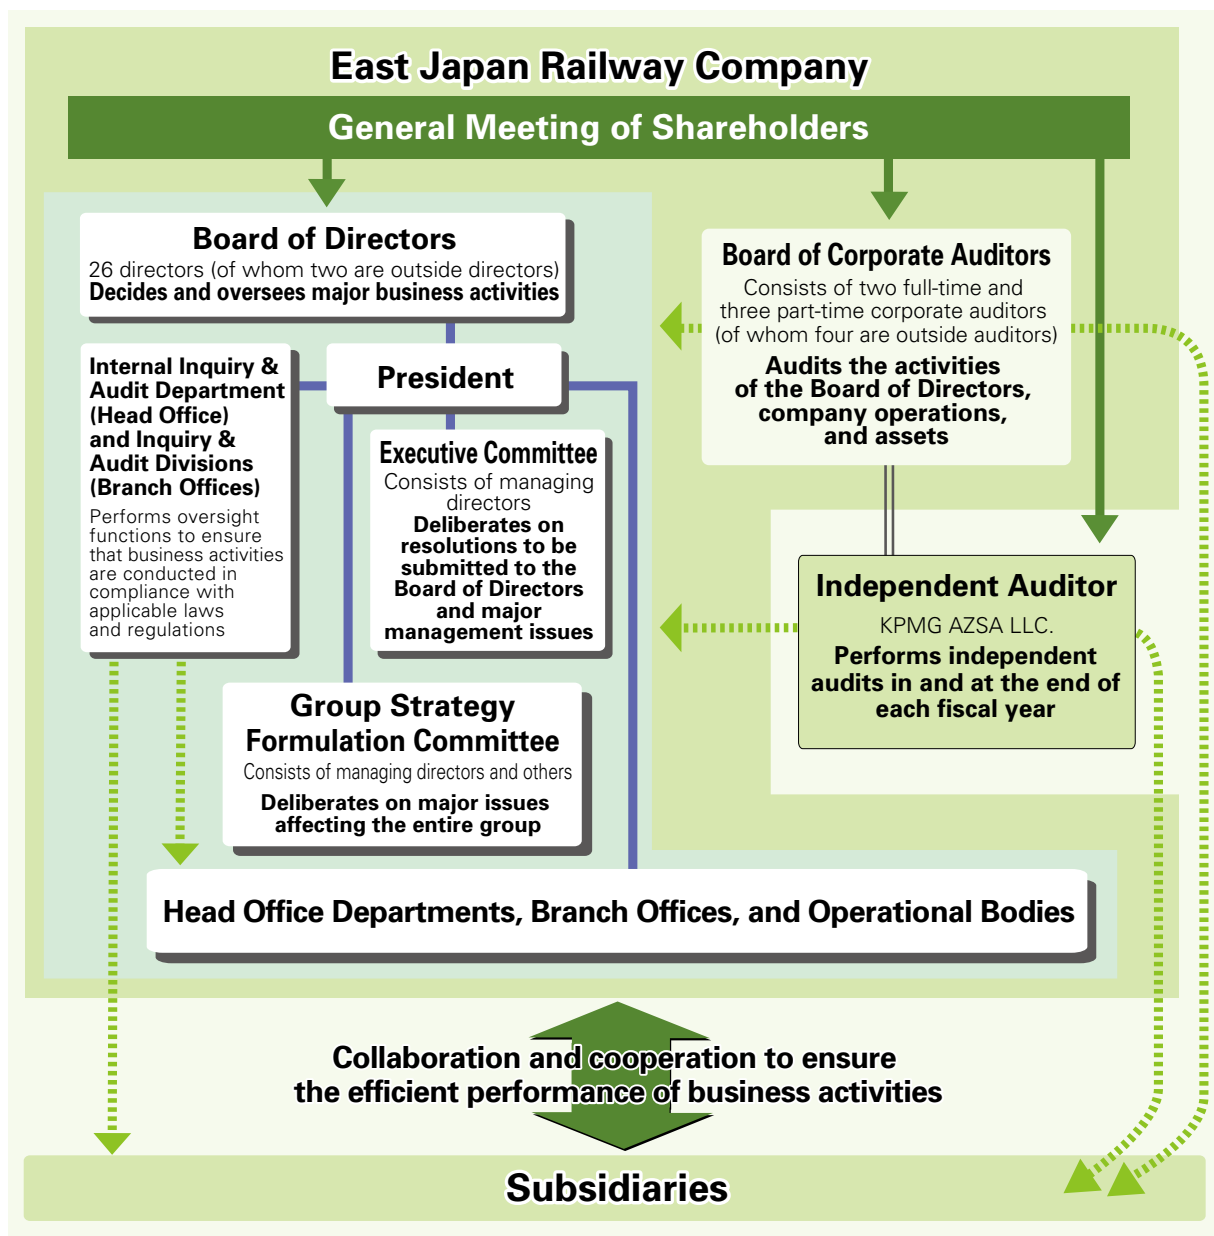 East Japan Railway Company
General Meeting of Shareholders
Board of Directors
26 directors (of whom two are outside directors)
Decides and oversees major business activities
Board of Corporate Auditors
Consists of two full-time and
three part-time corporate auditors
(of whom four are outside auditors)
Audits the activities
of the Board of Directors,
company operations,
and assets
Internal Inquiry &
Audit Department
(Head Office)
and Inquiry &
Audit Divisions
(Branch Offices)
Performs oversight
functions to ensure
that business activities
are conducted in
compliance with
applicable laws
and regulations
President
Executive Committee
Consists of managing
directors
Deliberates on
resolutions to be
submitted to the
Board of Directors
and major
management issues
Independent Auditor
KPMG AZSA LLC.
Performs independent
audits in and at the end of
each fiscal year
Group Strategy
Formulation Committee
Consists of managing directors and others
Deliberates on major issues
affecting the entire group
Head Office Departments, Branch Offices, and Operational Bodies
Collaboration and cooperation to ensure
the efficient performance of business activities
Subsidiaries